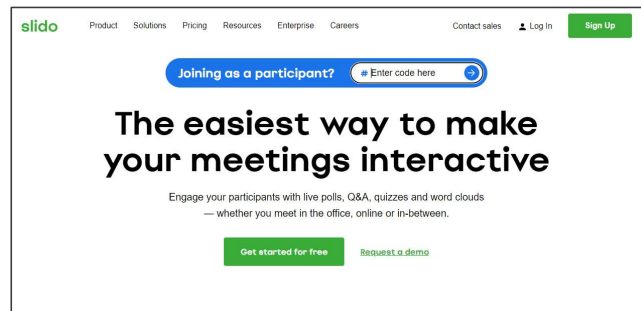 slido Product Solutions Pricing Resources Enterprise Careers Contact sales Log In Sign Up
Joining as a participant? # Enter code here
The easiest way to make
your meetings interactive
Engage your participants with live polls, Q&A, quizzes and word clouds
— whether you meet in the office, online or in-between.
Get started for free Request a demo